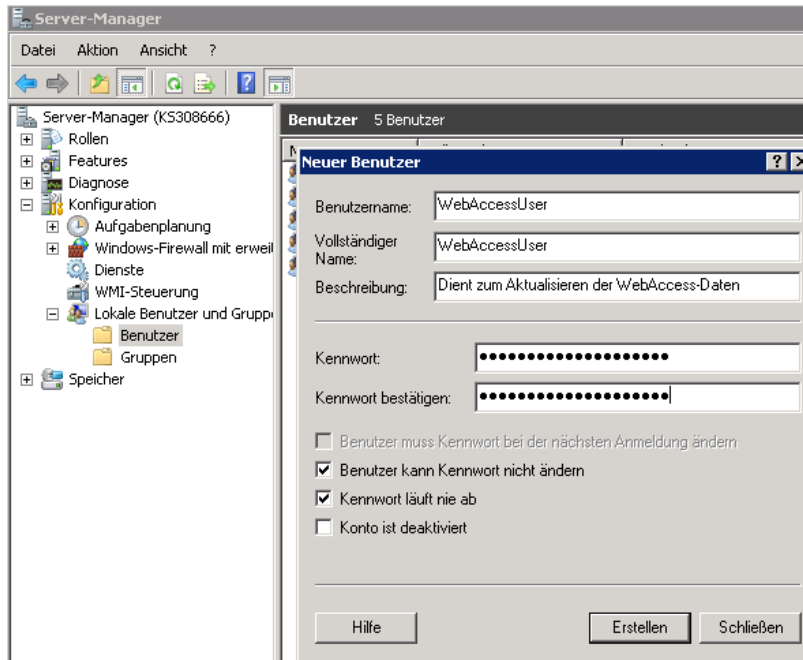 Server-Manager
Datei Aktion Ansicht ?
Server-Manager (KS308666)
Rollen
Features
Diagnose
Konfiguration
Aufgabenplanung
Windows-Firewall mit erweit
Dienste
WMI-Steuerung
Lokale Benutzer und Gruppe
Benutzer
Gruppen
Speicher
Benutzer 5 Benutzer
Neuer Benutzer
Benutzername: WebAccessUser
Vollständiger
Name: WebAccessUser
Beschreibung: Dient zum Aktualisieren der WebAccess-Daten
Kennwort: ●●●●●●●●●●●●●●●●●●●●
Kennwort bestätigen: ●●●●●●●●●●●●●●●●●●●●
Benutzer muss Kennwort bei der nächsten Anmeldung ändern
Benutzer kann Kennwort nicht ändern
Kennwort läuft nie ab
Konto ist deaktiviert
Hilfe Erstellen Schließen